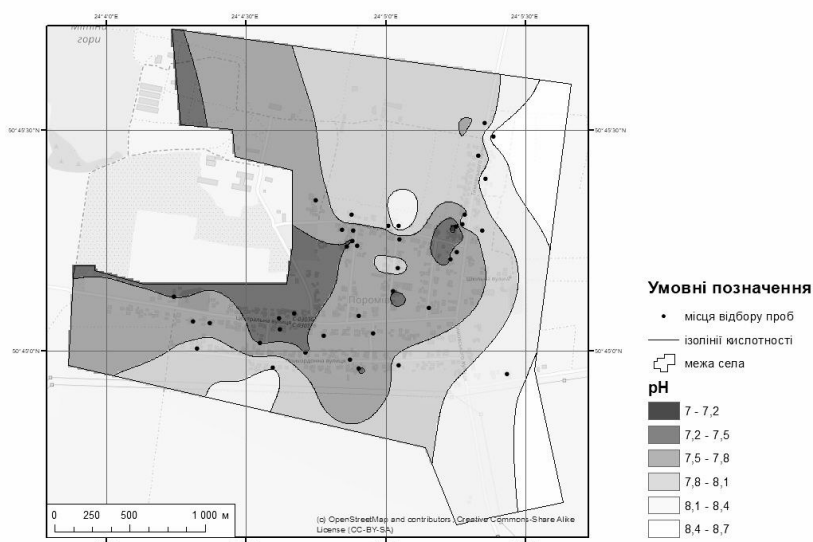 24°4'0"E
24°4'30"E
24°5'0"E
24°5'30"E
Мітина
гори
50°45'30"N
50°45'30"N
Поромів
50°45'0"N
50°45'0"N
0 250 500 1 000 м
(c) OpenStreetMap and contributors, Creative Commons-Share Alike
License (CC-BY-SA)
Умовні позначення
місця відбору проб
ізолінії кислотності
межа села
pH
7 - 7,2
7,2 - 7,5
7,5 - 7,8
7,8 - 8,1
8,1 - 8,4
8,4 - 8,7